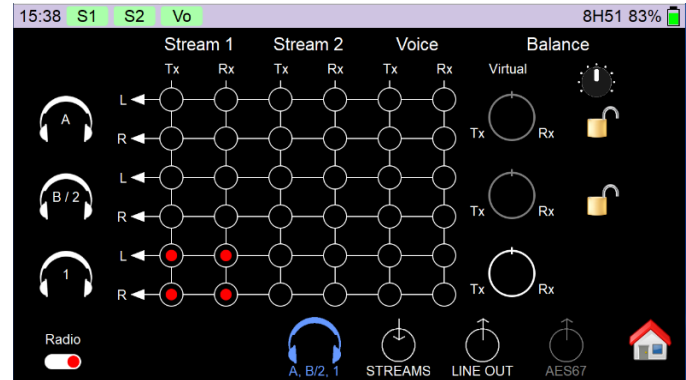 15:38 S1 S2 Vo 8H51 83%
Stream 1 Stream 2 Voice Balance
Tx Rx Tx Rx Tx Rx Virtual
L
A
R Tx Rx
L
B / 2
R Tx Rx
L
1
R Tx Rx
Radio
A, B/2, 1 STREAMS LINE OUT AES67